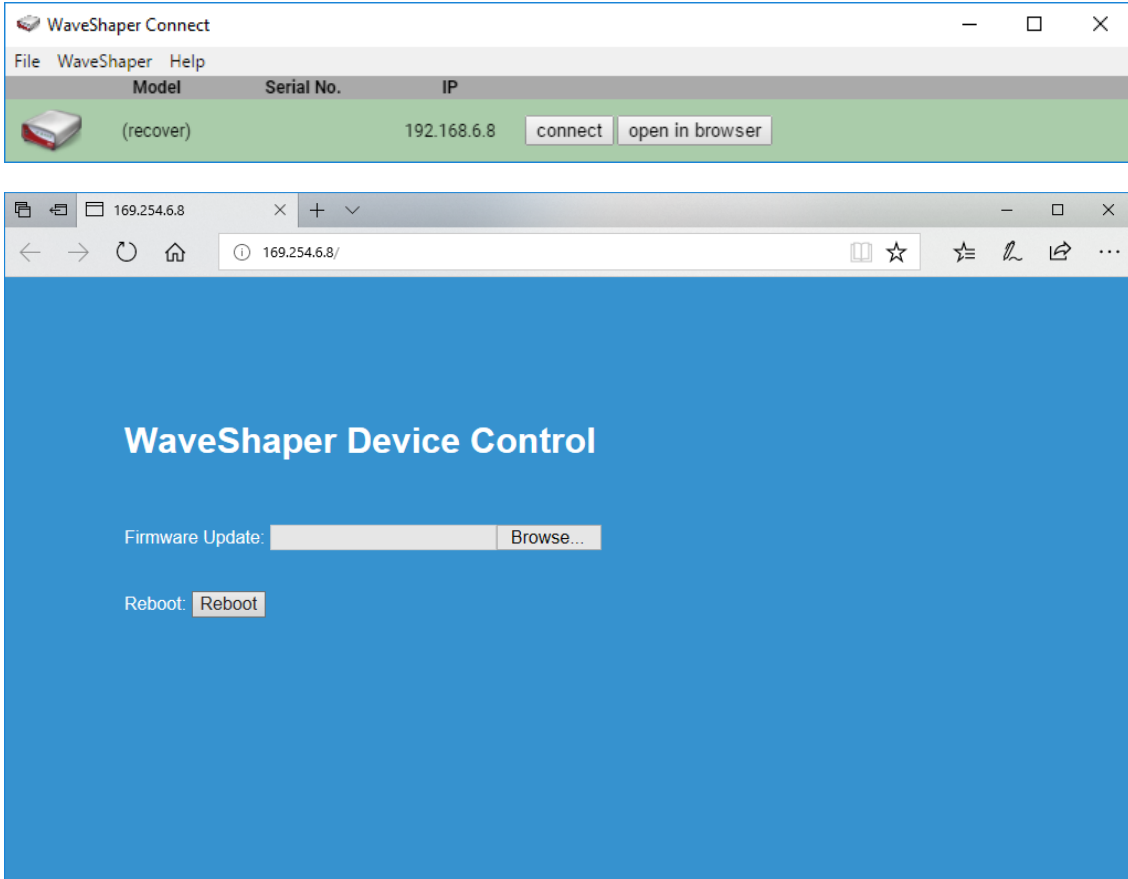 WaveShaper Connect
File WaveShaper Help
Model Serial No. IP
(recover) 192.168.6.8 connect open in browser
169.254.6.8
169.254.6.8/
WaveShaper Device Control
Firmware Update: Browse...
Reboot: Reboot